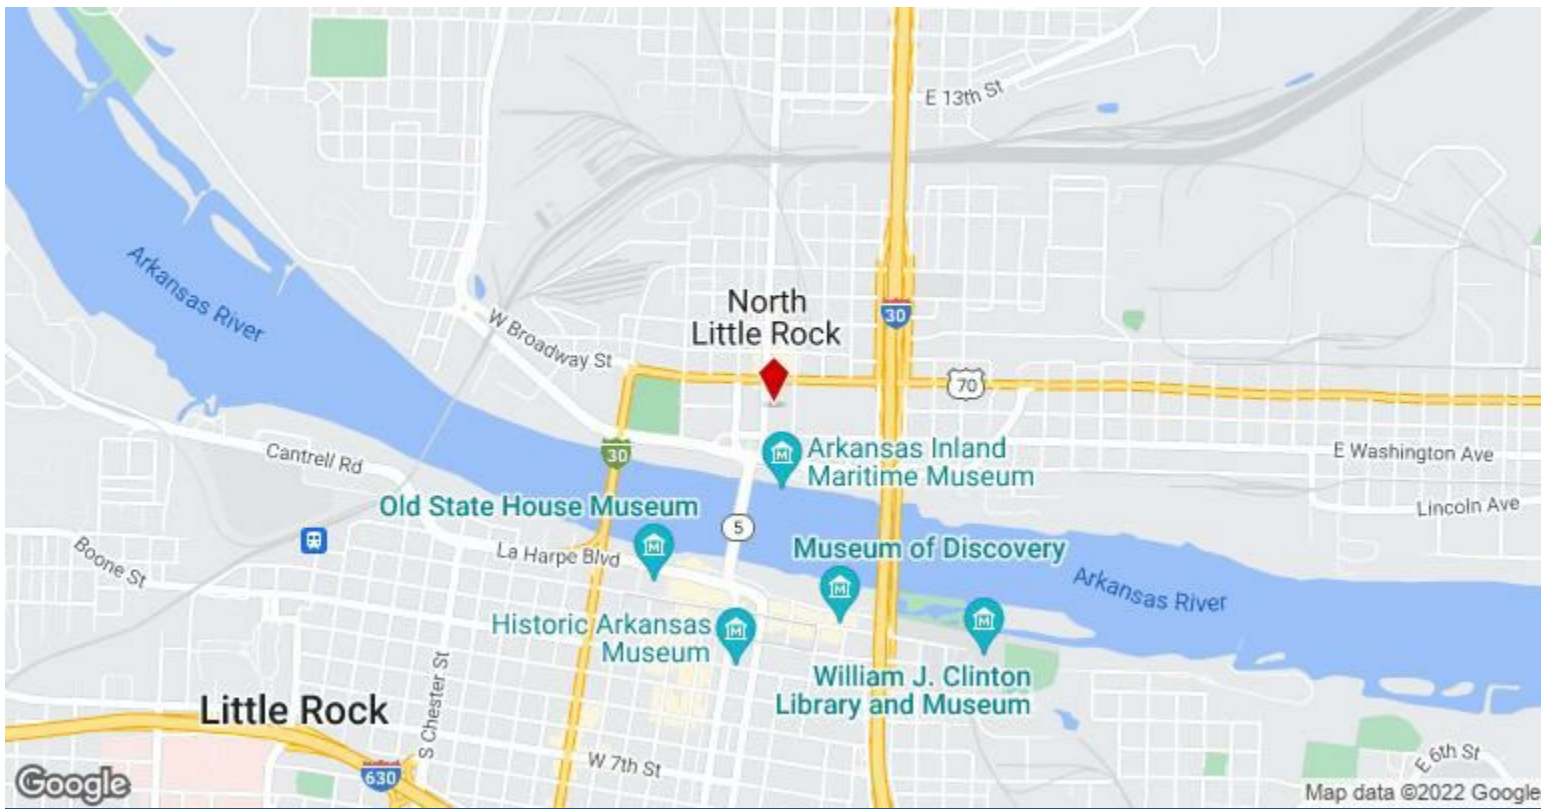 E 13th St
Arkansas River
North
Little Rock
30
W Broadway St
70
Arkansas Inland
Maritime Museum
E Washington Ave
30
Cantrell Rd
Old State House Museum
Lincoln Ave
5
La Harpe Blvd
Museum of Discovery
Boone St
Arkansas River
Historic Arkansas
Museum
William J. Clinton
Library and Museum
Little Rock
S Chester St
W 7th St
E 6th St
630
Google
Map data ©2022 Google